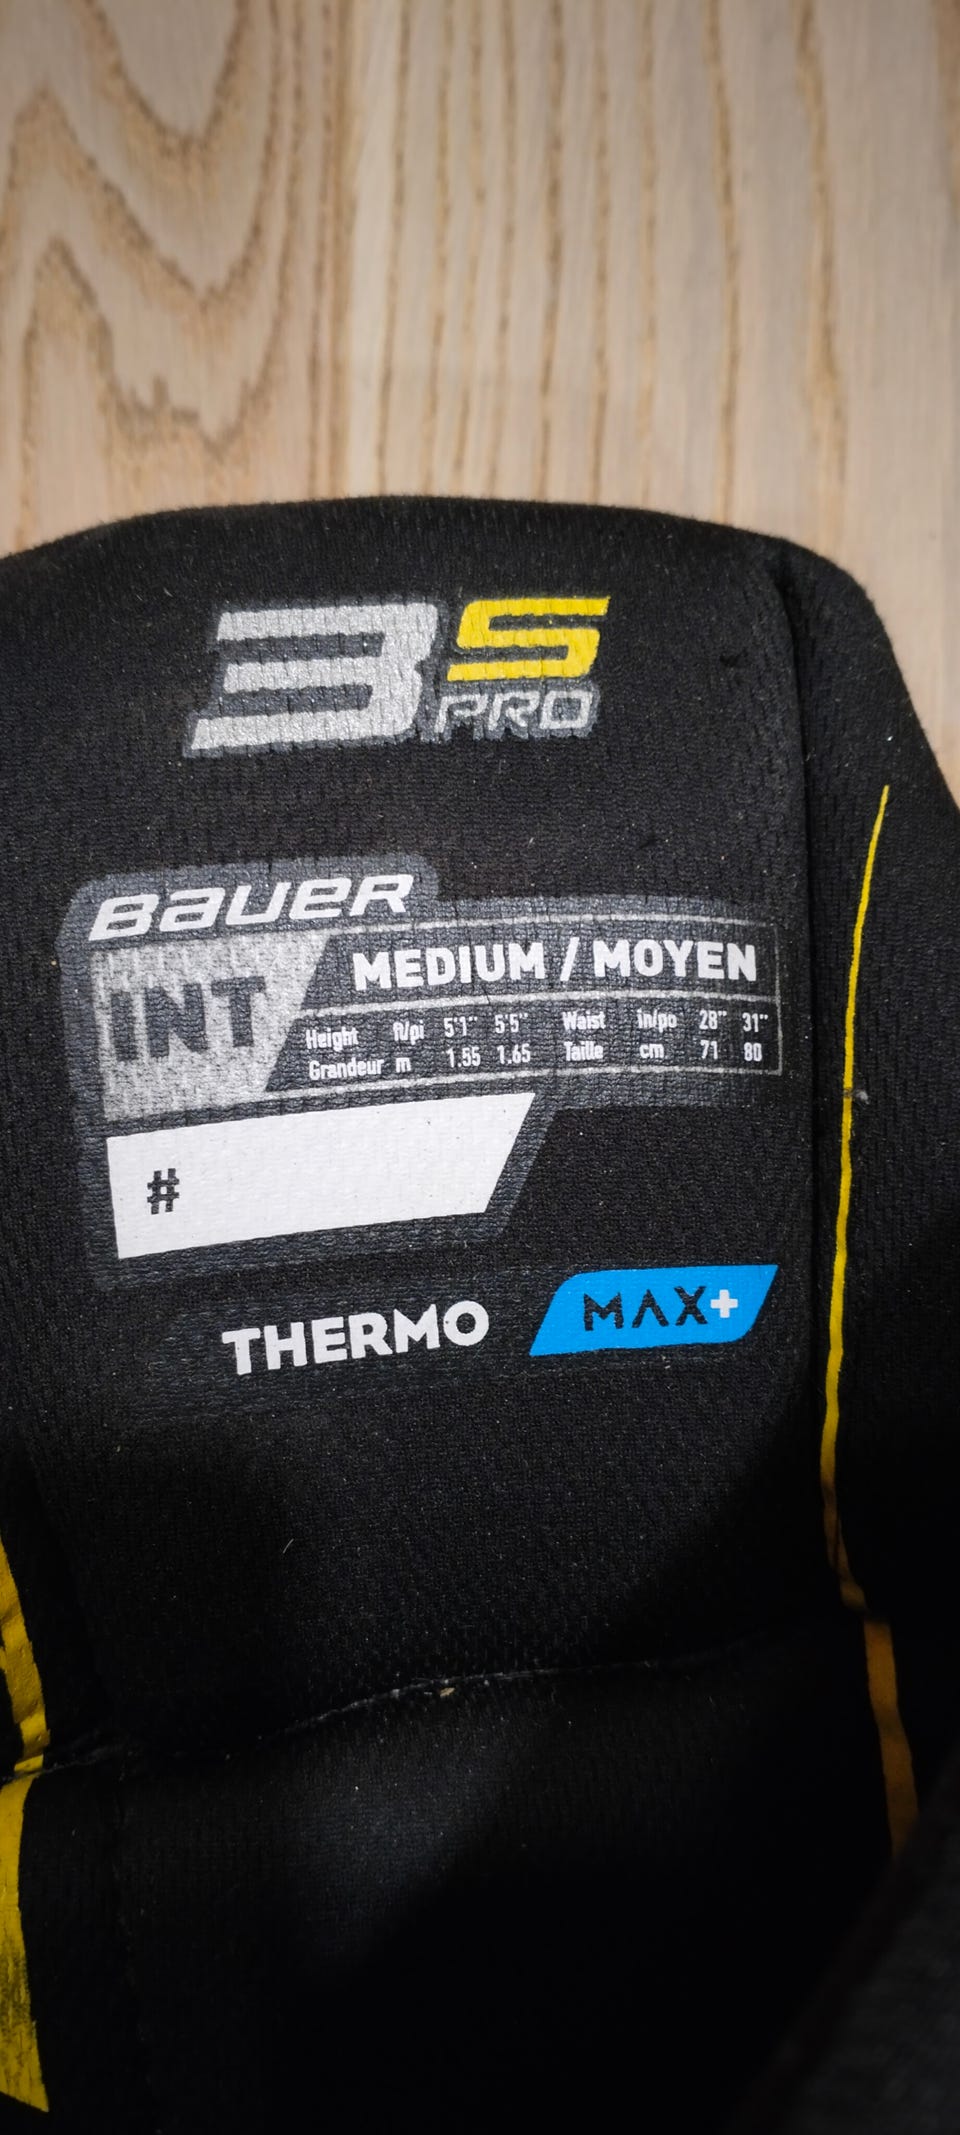 3S PRO
BAUER
INT
MEDIUM / MOYEN
Height ft/pi 5'1" 5'5" Waist in/po 28" 31"
Grandeur m 1.55 1.65 Taille cm 71 80
#
THERMO MAX+